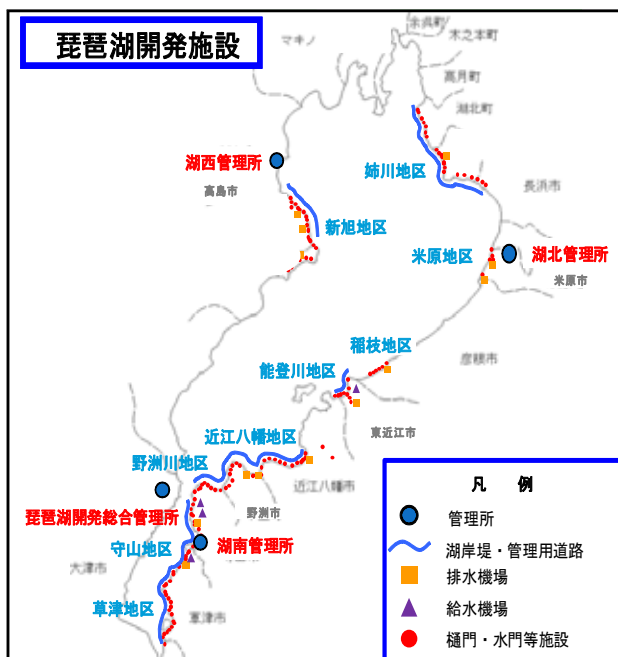 琵琶湖開発施設
余呉町
木之本町
マキノ
高月町
湖北町
湖西管理所
高島市
姉川地区
長浜市
新旭地区
米原地区
湖北管理所
米原市
稲枝地区
彦根市
能登川地区
東近江市
近江八幡地区
野洲川地区
近江八幡市
野洲市
琵琶湖開発総合管理所
守山地区
湖南管理所
大津市
草津地区
草津市
凡 例
管理所
湖岸堤・管理用道路
排水機場
給水機場
樋門・水門等施設